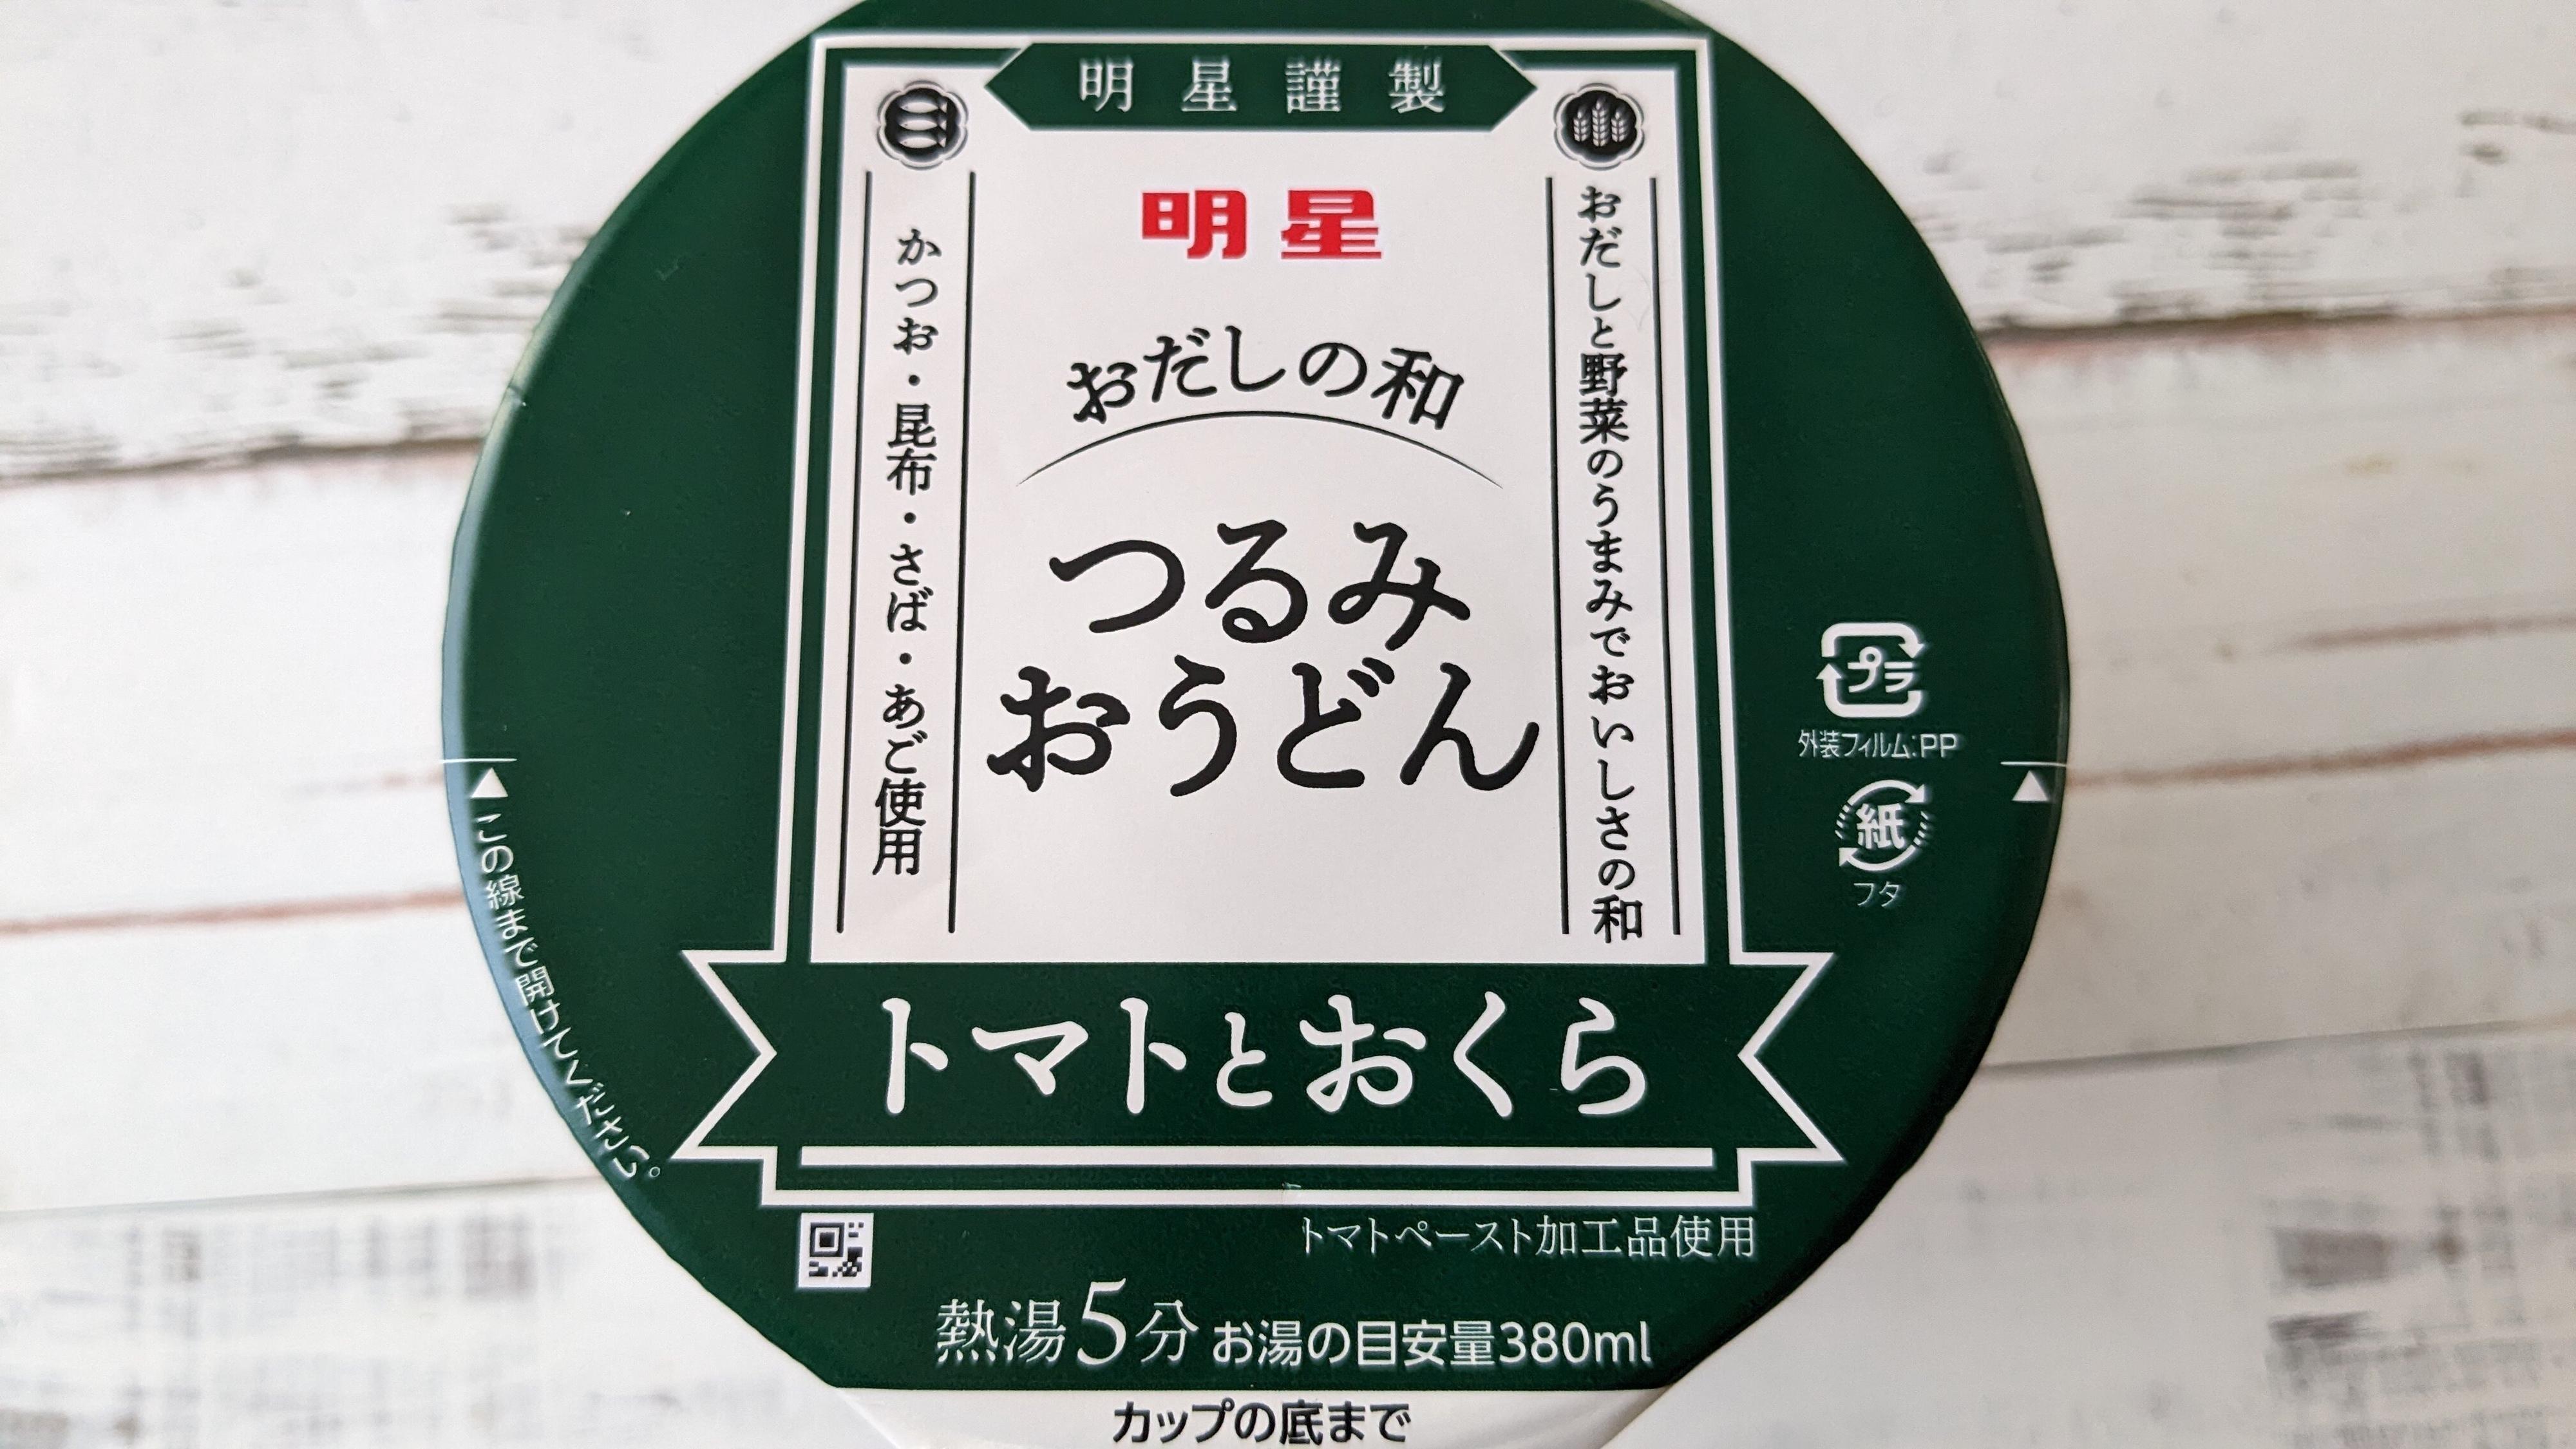 明星謹製
明星
おだしの和
つるみ
おうどん
おだしと野菜のうまみでおいしさの和
かつお・昆布・さば・あご使用
トマトとおくら
トマトペースト加工品使用
熱湯5分 お湯の目安量380ml
カップの底まで
▲この線まで開けてください。
プラ
外装フィルム:PP
紙
フタ